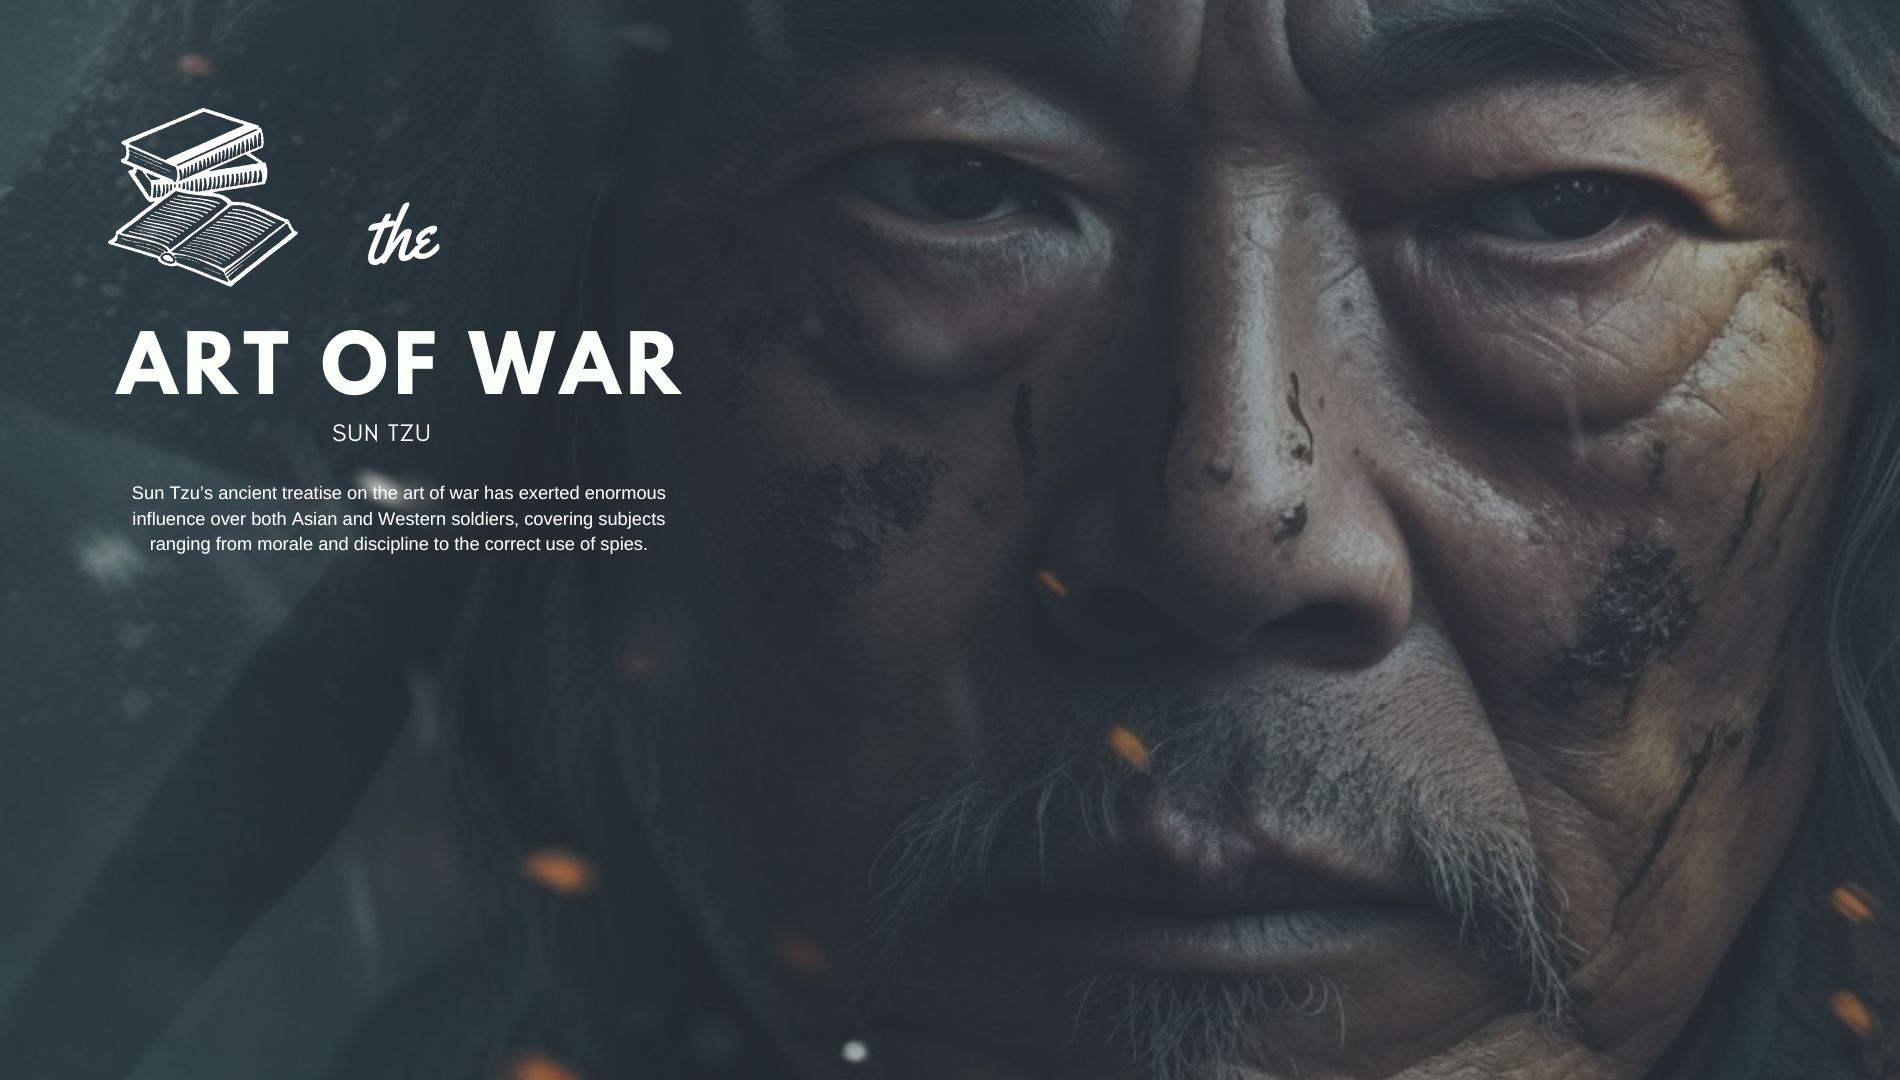 the
ART OF WAR
SUN TZU
Sun Tzu’s ancient treatise on the art of war has exerted enormous
influence over both Asian and Western soldiers, covering subjects
ranging from morale and discipline to the correct use of spies.